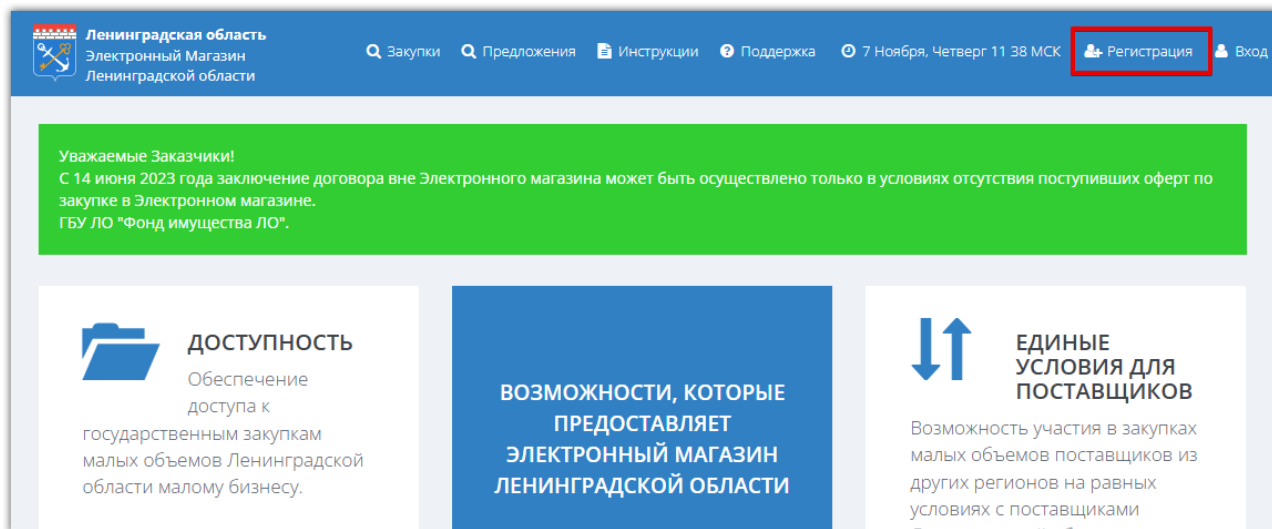 Ленинградская область
Электронный Магазин
Ленинградской области
Закупки Предложения Инструкции Поддержка 7 Ноября, Четверг 11 38 МСК Регистрация Вход
Уважаемые Заказчики!
С 14 июня 2023 года заключение договора вне Электронного магазина может быть осуществлено только в условиях отсутствия поступивших оферт по
закупке в Электронном магазине.
ГБУ ЛО "Фонд имущества ЛО".
ДОСТУПНОСТЬ
Обеспечение
доступа к
государственным закупкам
малых объемов Ленинградской
области малому бизнесу.
ВОЗМОЖНОСТИ, КОТОРЫЕ
ПРЕДОСТАВЛЯЕТ
ЭЛЕКТРОННЫЙ МАГАЗИН
ЛЕНИНГРАДСКОЙ ОБЛАСТИ
ЕДИНЫЕ
УСЛОВИЯ ДЛЯ
ПОСТАВЩИКОВ
Возможность участия в закупках
малых объемов поставщиков из
других регионов на равных
условиях с поставщиками